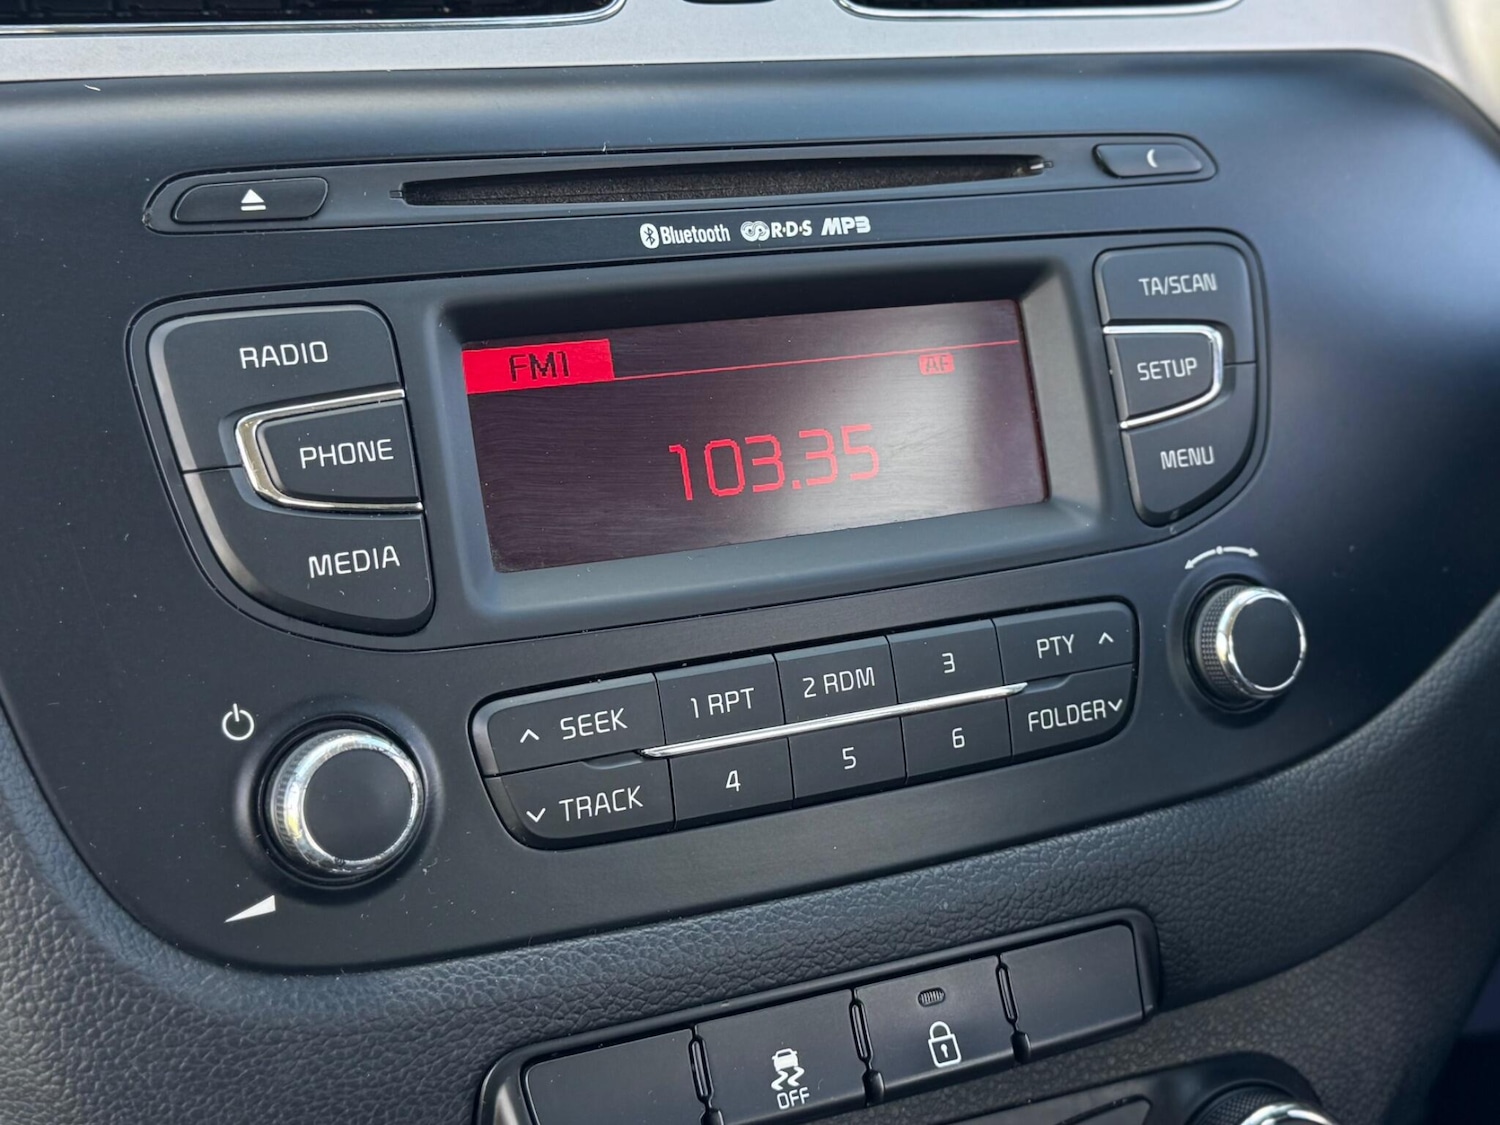 Bluetooth R·D·S MP3
TA/SCAN
RADIO
FM1
AF
SETUP
PHONE
103.35
MENU
MEDIA
SEEK
1 RPT
2 RDM
3
PTY
TRACK
4
5
6
FOLDER
OFF